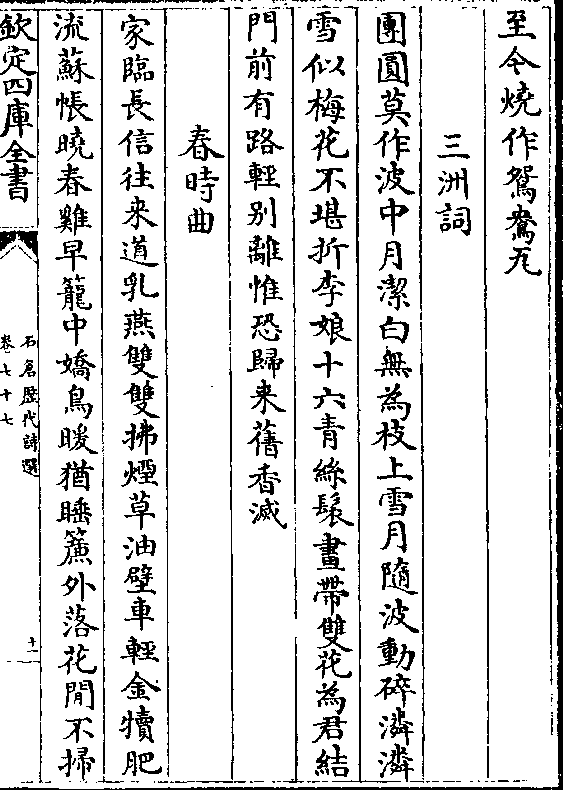 至今燒作鴛鴦瓦
三洲詞
團圓莫作波中月潔白無為枝上雪月隨波動碎潾潾
雪似梅花不堪折李娘十六青絲髮畫帶雙花為君結
門前有路輕别離惟恐歸来舊香滅
春時曲
家臨長信往来道乳燕雙雙拂煙草油壁車輕金犢肥
流蘇帳曉春雞早籠中嬌鳥暖猶睡簾外落花閒不掃
欽定四庫全書
石倉歷代詩選
卷七十七
十一